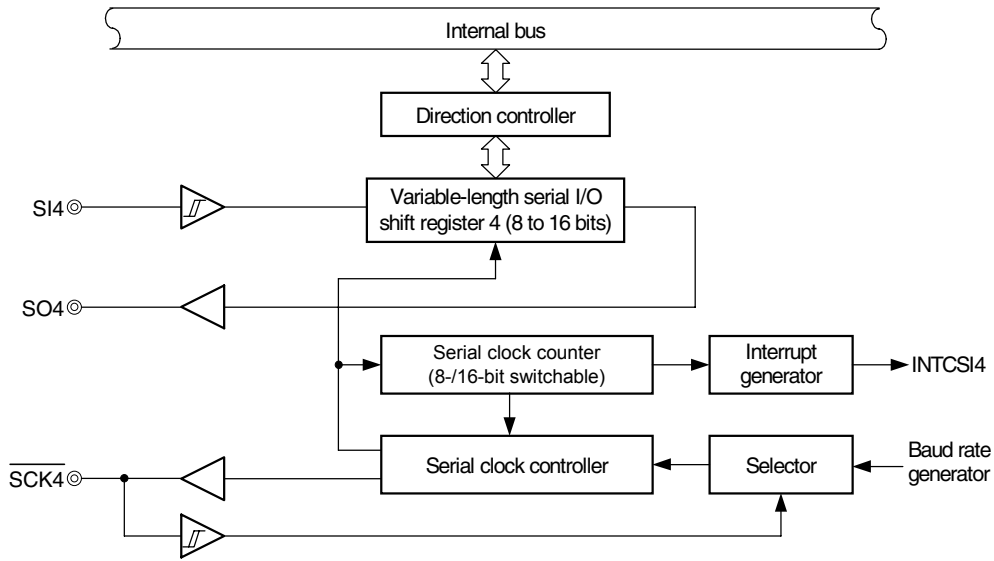 Internal bus
Direction controller
SI4
Variable-length serial I/O
shift register 4 (8 to 16 bits)
SO4
Serial clock counter
(8-/16-bit switchable)
Interrupt
generator
INTCSI4
SCK4
Serial clock controller
Selector
Baud rate
generator